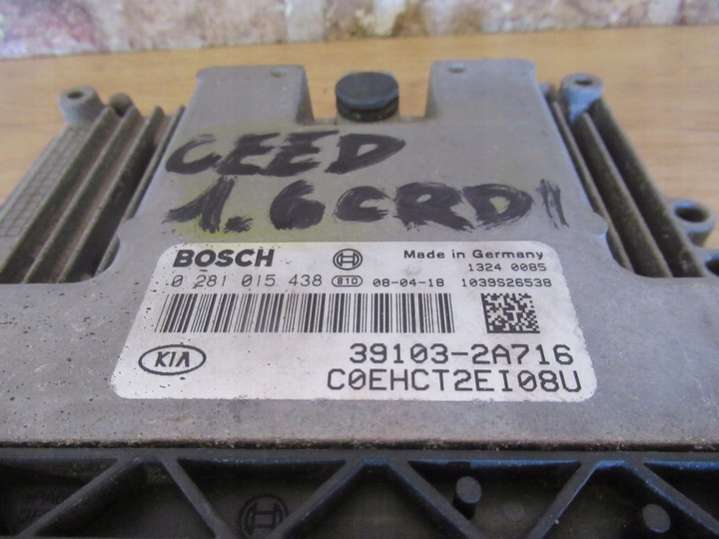 CEED
1.6CRDI
BOSCH Made in Germany
1324 0085
0 281 015 438 810 08-04-18 1039S26538
KIA 39103-2A716
C0EHCT2EI08U